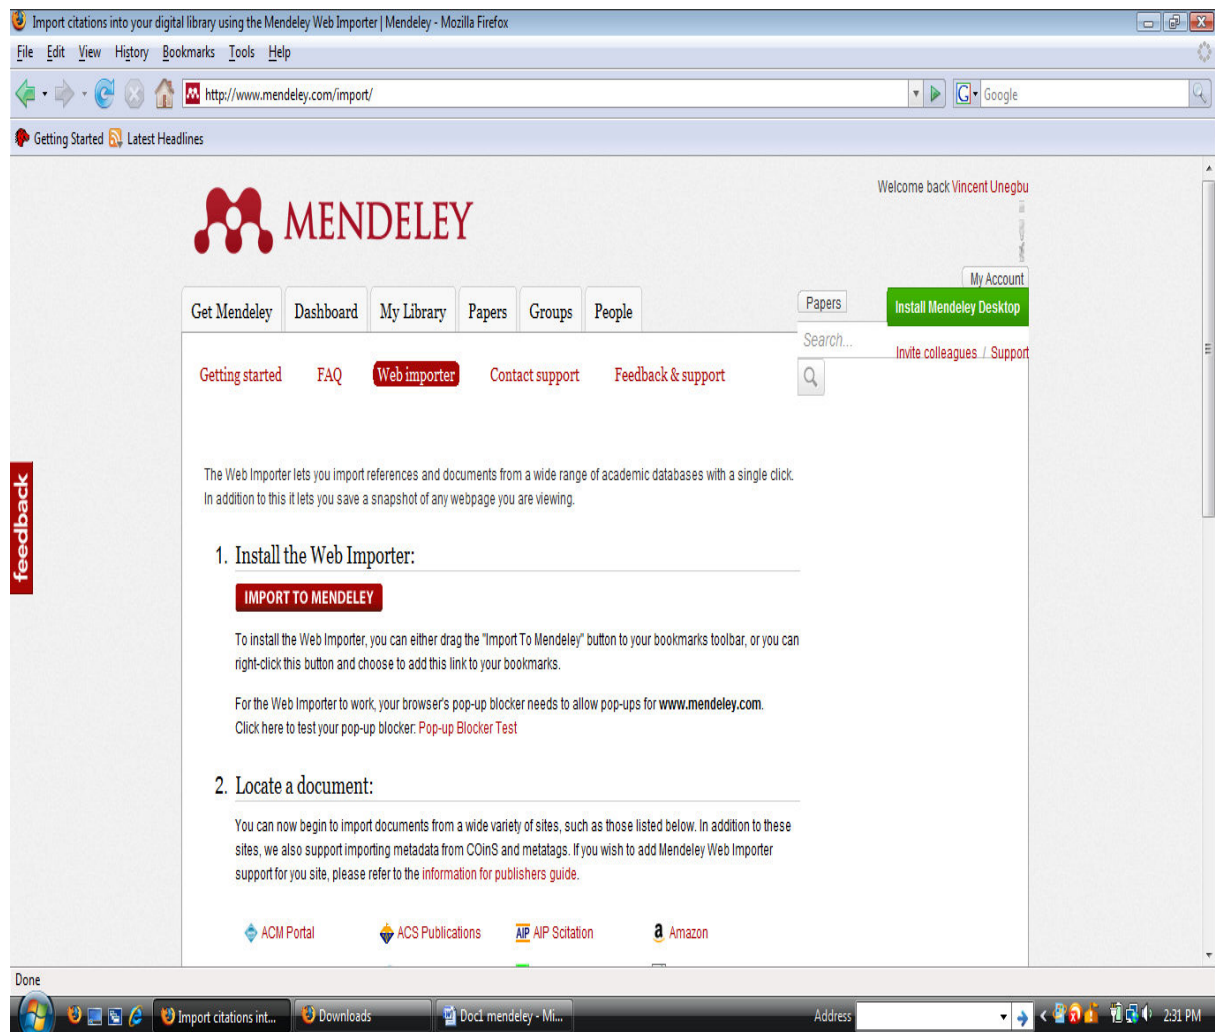 Import citations into your digital library using the Mendeley Web Importer | Mendeley - Mozilla Firefox
File Edit View History Bookmarks Tools Help
http://www.mendeley.com/import/
G Google
Getting Started Latest Headlines
Welcome back Vincent Unegbu
MENDELEY
My Account
Get Mendeley Dashboard My Library Papers Groups People
Papers
Install Mendeley Desktop
Search...
Invite colleagues / Support
Getting started FAQ Web importer Contact support Feedback & support
The Web Importer lets you import references and documents from a wide range of academic databases with a single click.
In addition to this it lets you save a snapshot of any webpage you are viewing.
feedback
1. Install the Web Importer:
IMPORT TO MENDELEY
To install the Web Importer, you can either drag the "Import To Mendeley" button to your bookmarks toolbar, or you can
right-click this button and choose to add this link to your bookmarks.
For the Web Importer to work, your browser's pop-up blocker needs to allow pop-ups for www.mendeley.com.
Click here to test your pop-up blocker: Pop-up Blocker Test
2. Locate a document:
You can now begin to import documents from a wide variety of sites, such as those listed below. In addition to these
sites, we also support importing metadata from COinS and metatags. If you wish to add Mendeley Web Importer
support for you site, please refer to the information for publishers guide.
ACM Portal ACS Publications AIP AIP Scitation a Amazon
Done
Import citations int... Downloads Doc1 mendeley - Mi... Address 2:31 PM